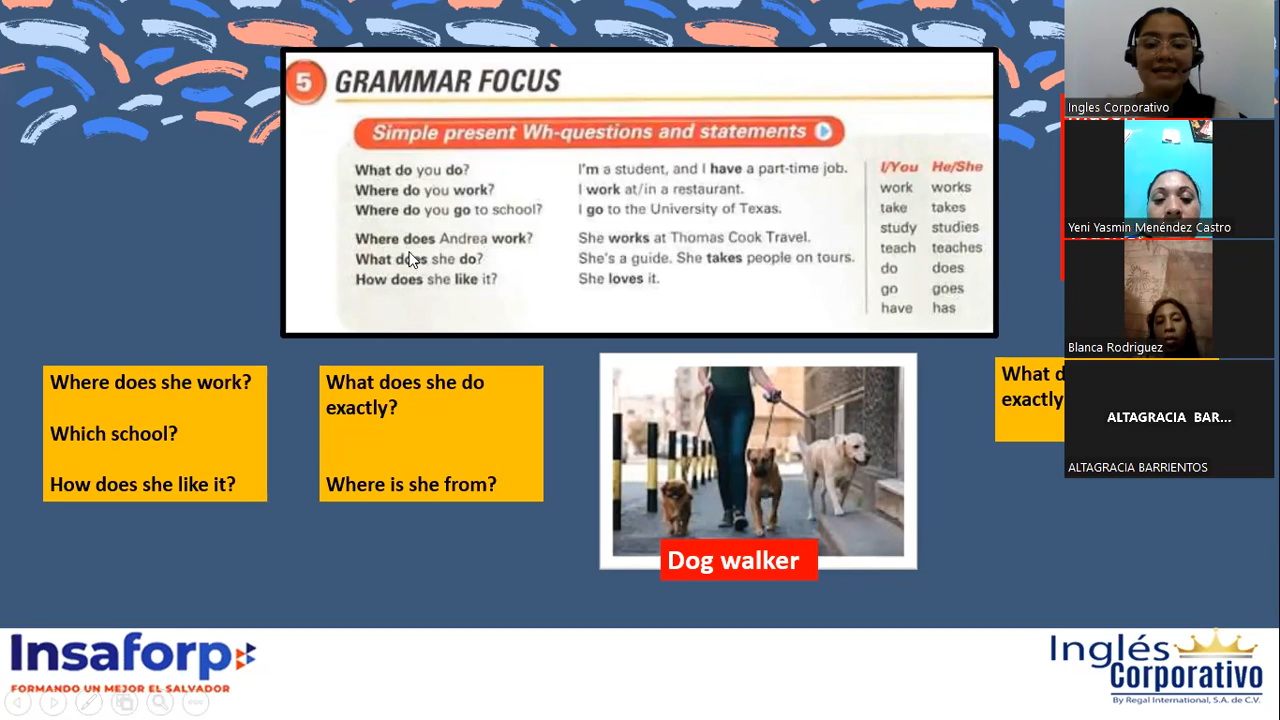 5 GRAMMAR FOCUS
Simple present Wh-questions and statements
What do you do? I'm a student, and I have a part-time job.
Where do you work? I work at/in a restaurant.
Where do you go to school? I go to the University of Texas.
Where does Andrea work? She works at Thomas Cook Travel.
What does she do? She's a guide. She takes people on tours.
How does she like it? She loves it.
I/You He/She
work works
take takes
study studies
teach teaches
do does
go goes
have has
Where does she work?
Which school?
How does she like it?
What does she do
exactly?
Where is she from?
Dog walker
What d
exactly
Ingles Corporativo
Yeni Yasmin Menéndez Castro
Blanca Rodriguez
ALTAGRACIA BAR...
ALTAGRACIA BARRIENTOS
Insaforp
FORMANDO UN MEJOR EL SALVADOR
Inglés
Corporativo
By Regal International, S.A. de C.V.